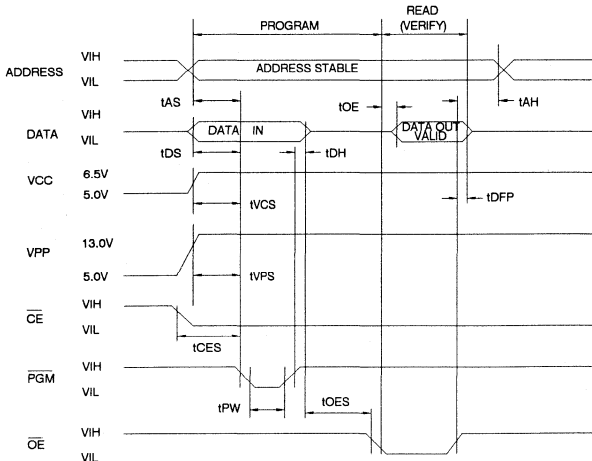 PROGRAM
READ
(VERIFY)
ADDRESS
VIH
VIL
ADDRESS STABLE
tAS
tOE
tAH
DATA
VIH
VIL
DATA IN
DATA OUT
VALID
tDS
tDH
VCC
6.5V
5.0V
tVCS
tDFP
VPP
13.0V
5.0V
tVPS
CE
VIH
VIL
tCES
PGM
VIH
VIL
tPW
tOES
OE
VIH
VIL